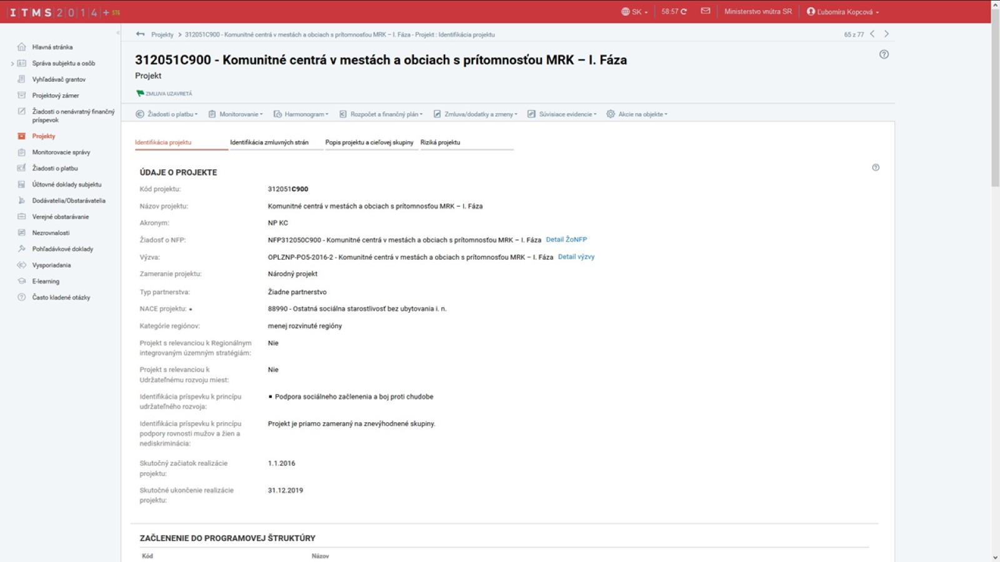 ITMS2014+ STG
SK
58:57
Ministerstvo vnútra SR
Ľubomíra Kopcová
Hlavná stránka
Správa subjektu a osôb
Vyhľadávač grantov
Projektový zámer
Žiadosti o nenávratný finančný
príspevok
Projekty
Monitorovacie správy
Žiadosti o platbu
Účtovné doklady subjektu
Dodávatelia/Obstarávatelia
Verejné obstarávanie
Nezrovnalosti
Pohľadávkové doklady
Vysporiadania
E-learning
Často kladené otázky
Projekty > 312051C900 - Komunitné centrá v mestách a obciach s prítomnosťou MRK – I. Fáza - Projekt : Identifikácia projektu
65 z 77
312051C900 - Komunitné centrá v mestách a obciach s prítomnosťou MRK – I. Fáza
Projekt
ZMLUVA UZAVRETÁ
Žiadosti o platbu
Monitorovanie
Harmonogram
Rozpočet a finančný plán
Zmluva/dodatky a zmeny
Súvisiace evidencie
Akcie na objekte
Identifikácia projektu
Identifikácia zmluvných strán
Popis projektu a cieľovej skupiny
Riziká projektu
ÚDAJE O PROJEKTE
Kód projektu: 312051C900
Názov projektu: Komunitné centrá v mestách a obciach s prítomnosťou MRK – I. Fáza
Akronym: NP KC
Žiadosť o NFP: NFP312050C900 - Komunitné centrá v mestách a obciach s prítomnosťou MRK – I. Fáza Detail ŽoNFP
Výzva: OPLZNP-PO5-2016-2 - Komunitné centrá v mestách a obciach s prítomnosťou MRK – I. Fáza Detail výzvy
Zameranie projektu: Národný projekt
Typ partnerstva: Žiadne partnerstvo
NACE projektu: 88990 - Ostatná sociálna starostlivosť bez ubytovania i. n.
Kategórie regiónov: menej rozvinuté regióny
Projekt s relevanciou k Regionálnym Nie
integrovaným územným stratégiám:
Projekt s relevanciou k Nie
Udržateľnému rozvoju miest:
Identifikácia príspevku k princípu ▪ Podpora sociálneho začlenenia a boj proti chudobe
udržateľného rozvoja:
Identifikácia príspevku k princípu Projekt je priamo zameraný na znevýhodnené skupiny.
podpory rovnosti mužov a žien a
nediskriminácia:
Skutočný začiatok realizácie 1.1.2016
projektu:
Skutočné ukončenie realizácie 31.12.2019
projektu:
ZAČLENENIE DO PROGRAMOVEJ ŠTRUKTÚRY
Kód Názov